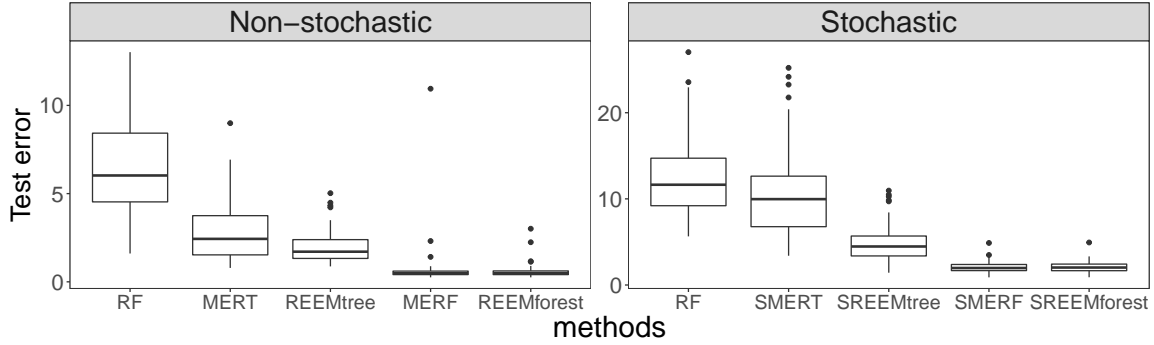 Non−stochastic
Stochastic
Test error
10
5
0
20
10
0
RF MERT REEMtree MERF REEMforest
RF SMERT SREEMtree SMERF SREEMforest
methods